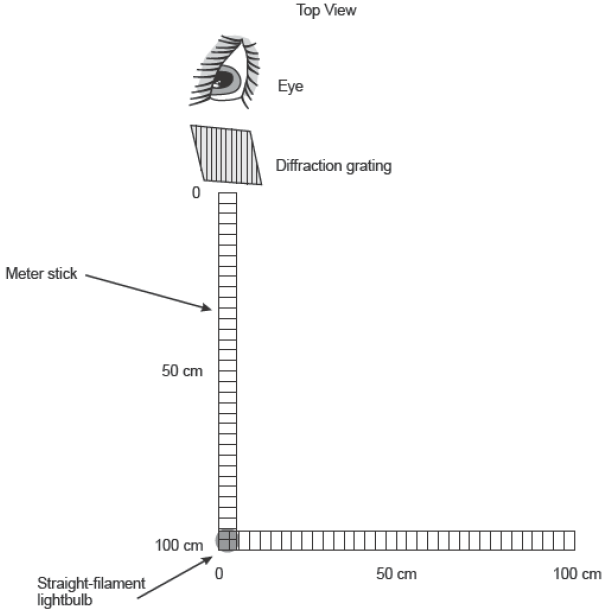 Top View
Eye
Diffraction grating
0
Meter stick
50 cm
100 cm
0
50 cm
100 cm
Straight-filament
lightbulb